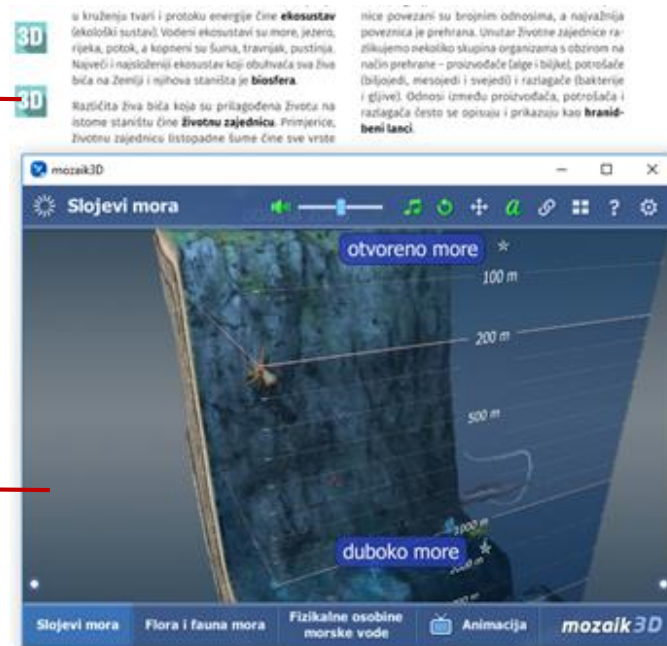 u kruženju tvari i protoku energije čine ekosustav
(ekološki sustav). Vodeni ekosustavi su more, jezero,
rijeka, potok, a kopneni su šuma, travnjak, pustinja.
Najveći i najsloženiji ekosustav koji obuhvaća sva živa
bića na Zemlji i njihova staništa je biosfera.
Različita živa bića koja su prilagođena životu na
istome staništu čine životnu zajednicu. Primjerice,
životnu zajednicu listopadne šume čine sve vrste
3D
3D
nice povezani su brojnim odnosima, a najvažnija
poveznica je prehrana. Unutar životne zajednice ra-
zlikujemo nekoliko skupina organizama s obzirom na
način prehrane – proizvođače (alge i biljke), potrošače
(biljojedi, mesojedi i svejedi) i razlagače (bakterije
i gljive). Odnosi između proizvođača, potrošača i
razlagača često se opisuju i prikazuju kao hranid-
beni lanci.
mozaik3D
Slojevi mora
otvoreno more
100 m
200 m
500 m
1000 m
duboko more
Slojevi mora
Flora i fauna mora
Fizikalne osobine
morske vode
Animacija
mozaik3D